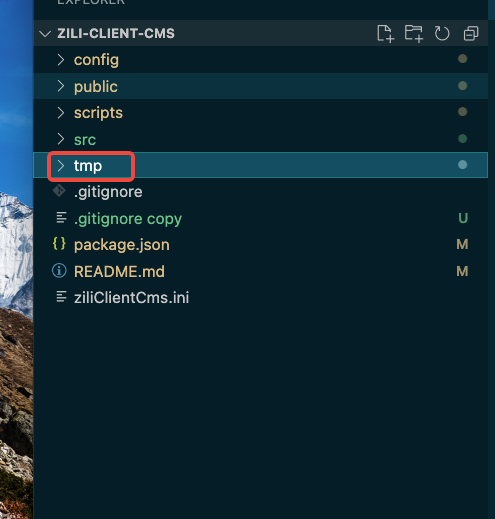 EXPLORER
ZILI-CLIENT-CMS
config
public
scripts
src
tmp
.gitignore
.gitignore copy U
{} package.json M
README.md M
ziliClientCms.ini